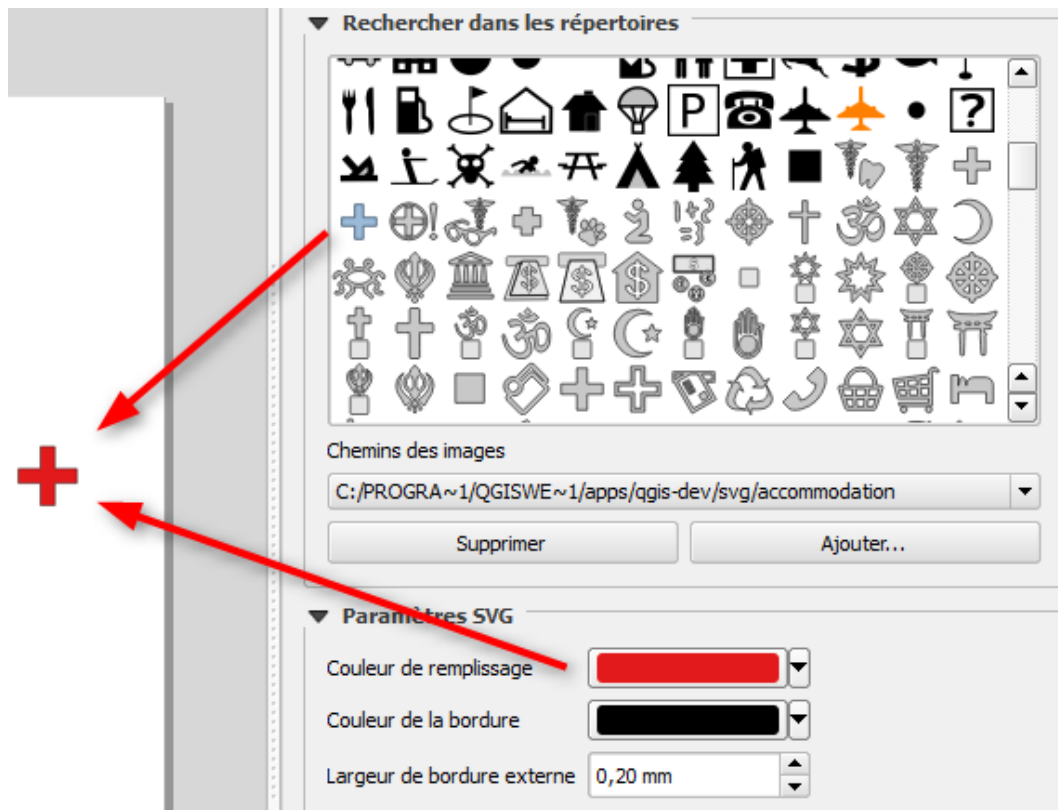 Rechercher dans les répertoires
P
?
Chemins des images
C:/PROGRA~1/QGISWE~1/apps/qgis-dev/svg/accommodation
Supprimer
Ajouter...
Paramètres SVG
Couleur de remplissage
Couleur de la bordure
Largeur de bordure externe 0,20 mm